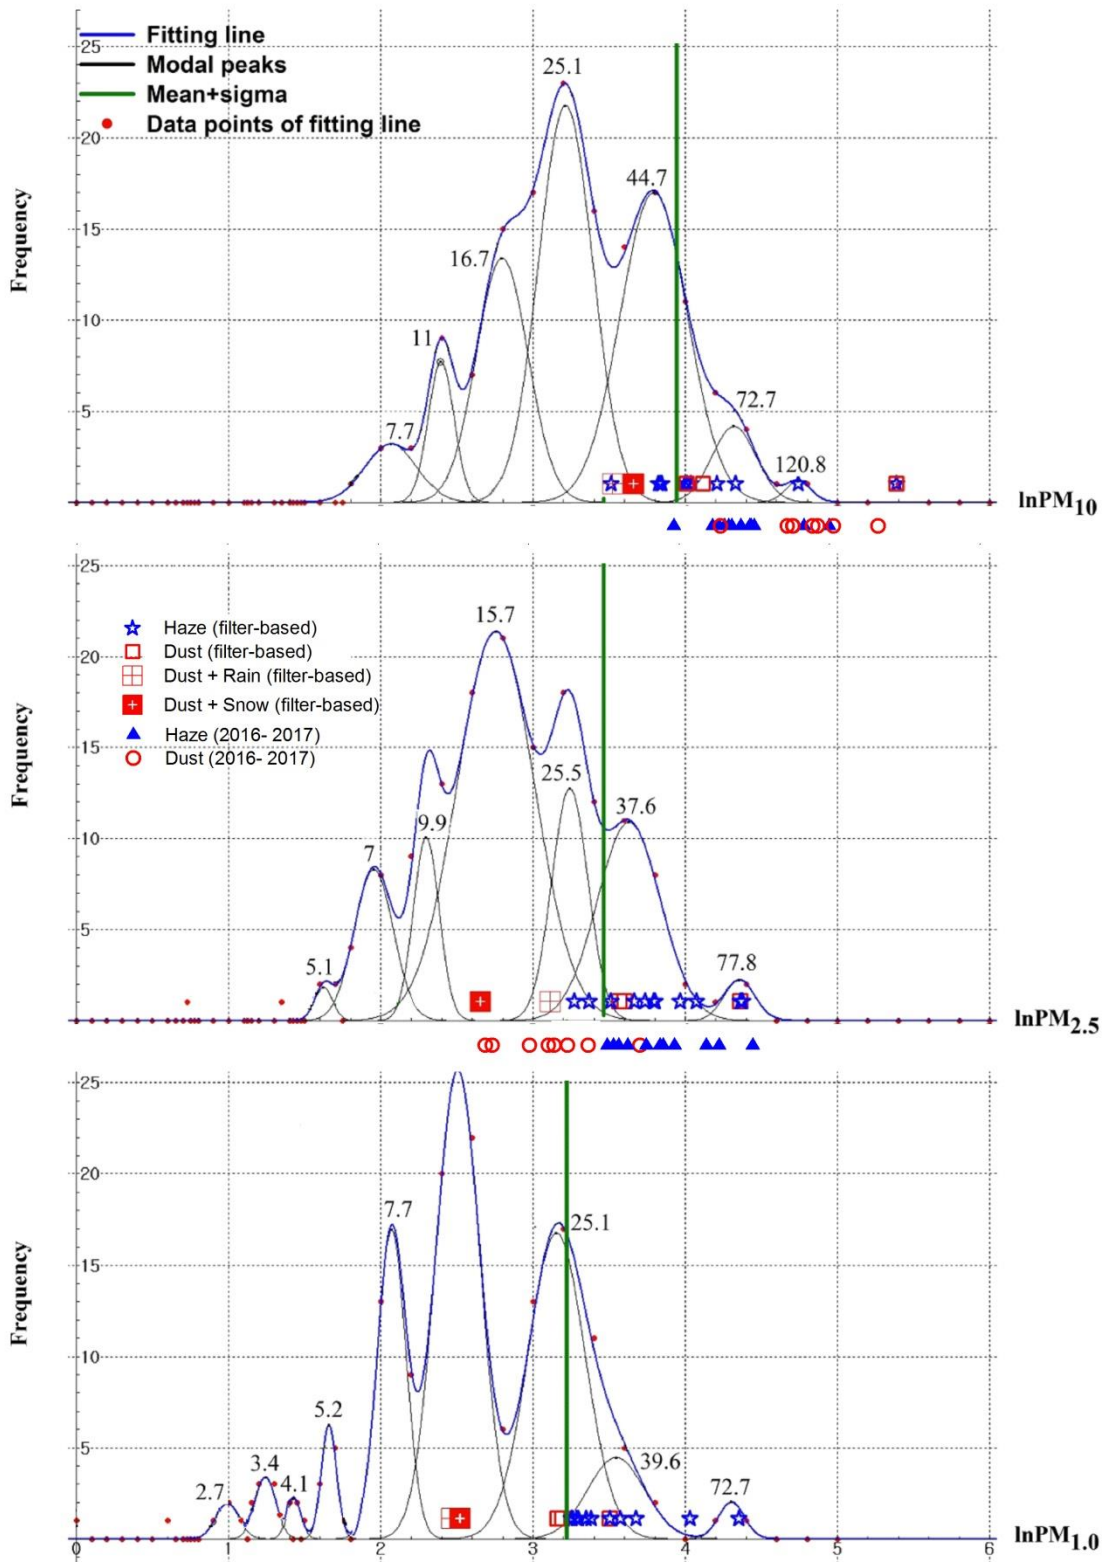 Fitting line
Modal peaks
Mean+sigma
Data points of fitting line
Frequency
25
20
15
10
5
7.7
11
16.7
25.1
44.7
72.7
120.8
lnPM10
Haze (filter-based)
Dust (filter-based)
Dust + Rain (filter-based)
Dust + Snow (filter-based)
Haze (2016- 2017)
Dust (2016- 2017)
Frequency
25
20
15
10
5
5.1
7
9.9
15.7
25.5
37.6
77.8
lnPM2.5
Frequency
25
20
15
10
5
2.7
3.4
4.1
5.2
7.7
25.1
39.6
72.7
0 1 2 3 4 5 6
lnPM1.0